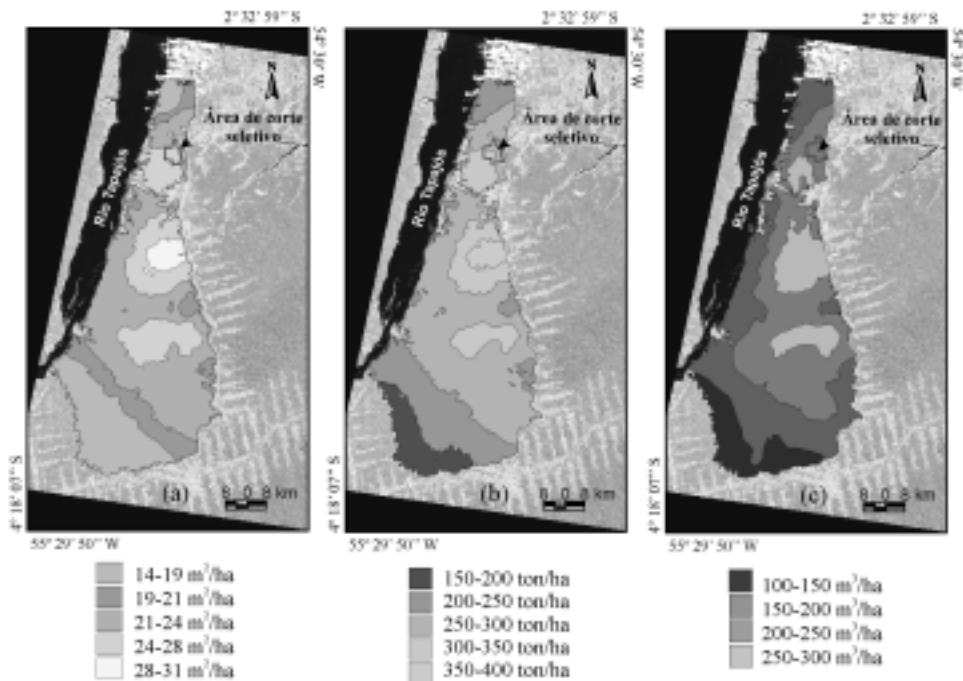 2° 32' 59'" S
2° 32' 59'" S
2° 32' 59'" S
54° 30' W
54° 30' W
54° 30' W
N
N
N
Área de corte
seletivo
Área de corte
seletivo
Área de corte
seletivo
Rio Tapajós
Rio Tapajós
Rio Tapajós
(a)
8 0 8 km
(b)
8 0 8 km
(c)
8 0 8 km
4° 18' 07'" S
4° 18' 07'" S
4° 18' 07'" S
55° 29' 50'" W
55° 29' 50'" W
55° 29' 50'" W
14-19 m²/ha
19-21 m²/ha
21-24 m²/ha
24-28 m²/ha
28-31 m²/ha
150-200 ton/ha
200-250 ton/ha
250-300 ton/ha
300-350 ton/ha
350-400 ton/ha
100-150 m³/ha
150-200 m³/ha
200-250 m³/ha
250-300 m³/ha